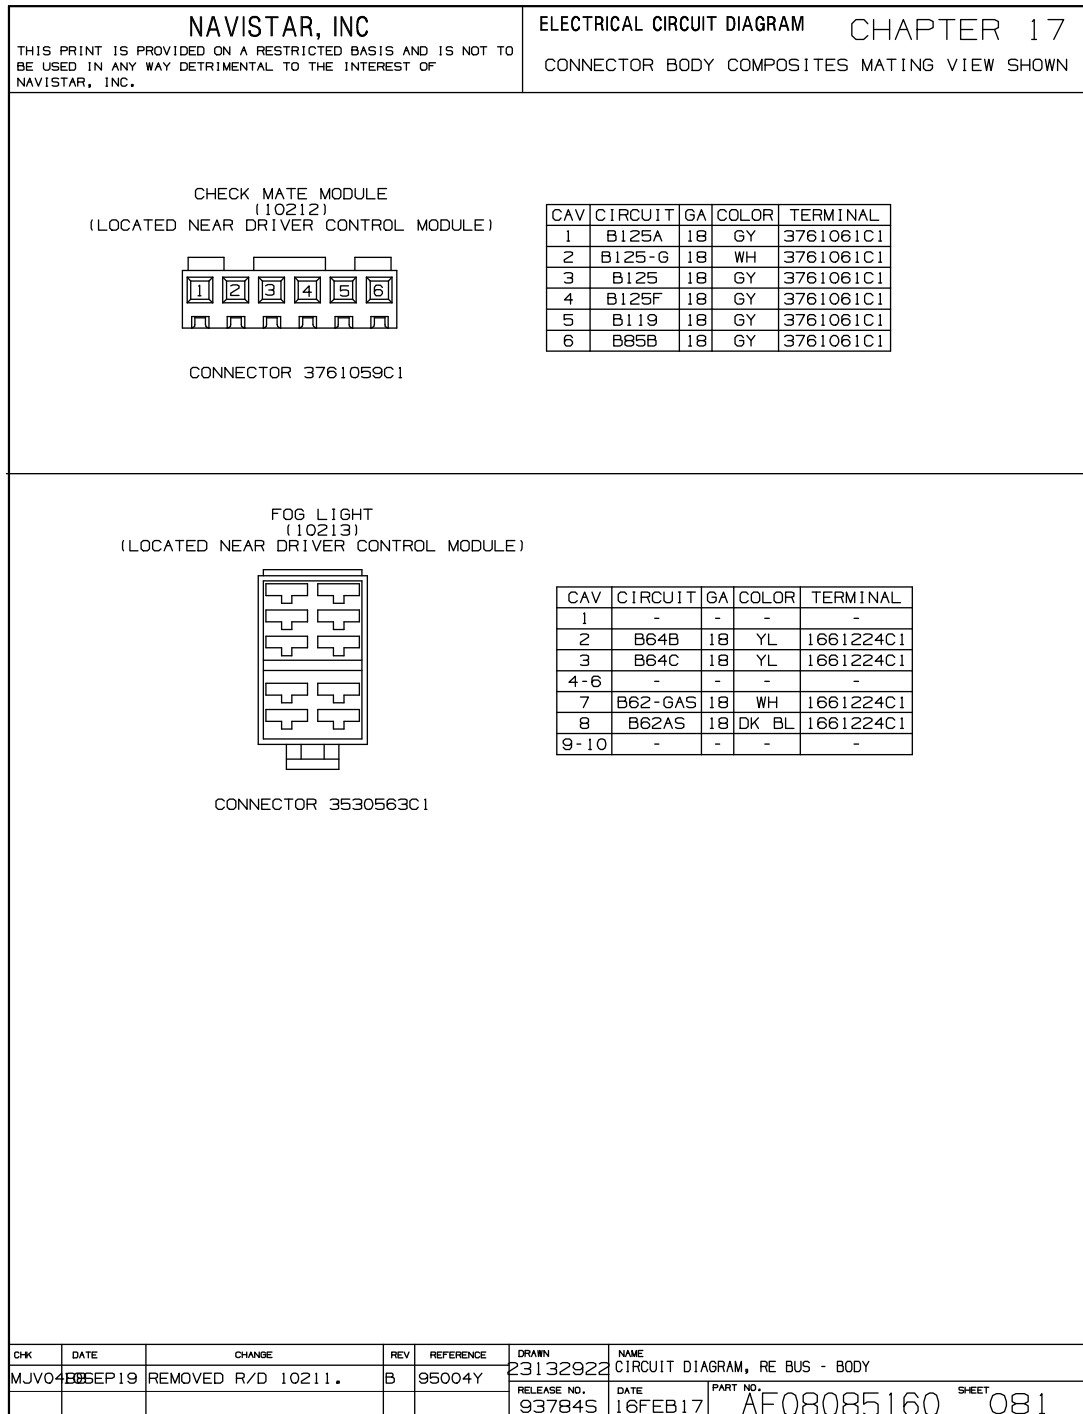 NAVISTAR, INC
THIS PRINT IS PROVIDED ON A RESTRICTED BASIS AND IS NOT TO
BE USED IN ANY WAY DETRIMENTAL TO THE INTEREST OF
NAVISTAR, INC.
ELECTRICAL CIRCUIT DIAGRAM CHAPTER 17
CONNECTOR BODY COMPOSITES MATING VIEW SHOWN
CHECK MATE MODULE
(10212)
(LOCATED NEAR DRIVER CONTROL MODULE)
1 2 3 4 5 6
CONNECTOR 3761059C1
CAV CIRCUIT GA COLOR TERMINAL
1 B125A 18 GY 3761061C1
2 B125-G 18 WH 3761061C1
3 B125 18 GY 3761061C1
4 B125F 18 GY 3761061C1
5 B119 18 GY 3761061C1
6 B85B 18 GY 3761061C1
FOG LIGHT
(10213)
(LOCATED NEAR DRIVER CONTROL MODULE)
CONNECTOR 3530563C1
CAV CIRCUIT GA COLOR TERMINAL
1 - - - -
2 B64B 18 YL 1661224C1
3 B64C 18 YL 1661224C1
4-6 - - - -
7 B62-GAS 18 WH 1661224C1
8 B62AS 18 DK BL 1661224C1
9-10 - - - -
CHK DATE CHANGE REV REFERENCE
REMOVED R/D 10211. B 95004Y
DRAWN
23132922
NAME
CIRCUIT DIAGRAM, RE BUS - BODY
RELEASE NO.
93784S
DATE
16FEB17
PART NO.
AF08085160
SHEET
081